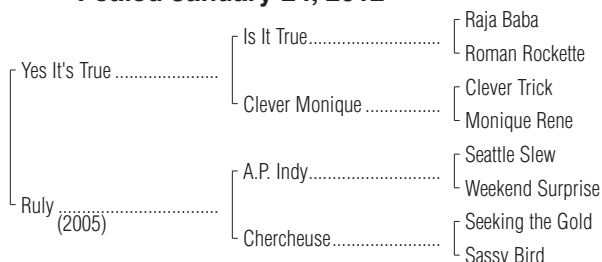 Foaled January 24, 2012
Raja Baba
Is It True
Roman Rockette
Yes It's True
Clever Trick
Clever Monique
Monique Rene
Seattle Slew
A.P. Indy
Weekend Surprise
Ruly
(2005)
Seeking the Gold
Chercheuse
Sassy Bird